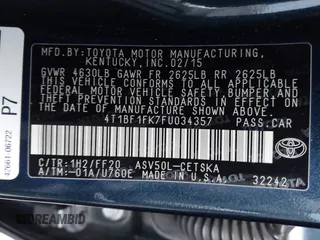 MFD.BY:TOYOTA MOTOR MANUFACTURING,
KENTUCKY,INC.02/15
GVWR 4630LB GAWR FR 2625LB RR 2625LB
THIS VEHICLE CONFORMS TO ALL APPLICABLE
FEDERAL MOTOR VEHICLE SAFETY, BUMPER, AND
THEFT PREVENTION STANDARDS IN EFFECT ON
THE DATE OF MANUFACTURE SHOWN ABOVE.
4T1BF1FK7FU034357 PASS.CAR
C/TR:1H2/FF20 ASV50L-CETSKA
A/TM:-01A/U760E MADE IN U.S.A. 32242
TOYOTA
P7
42661-06722
DREAMBID